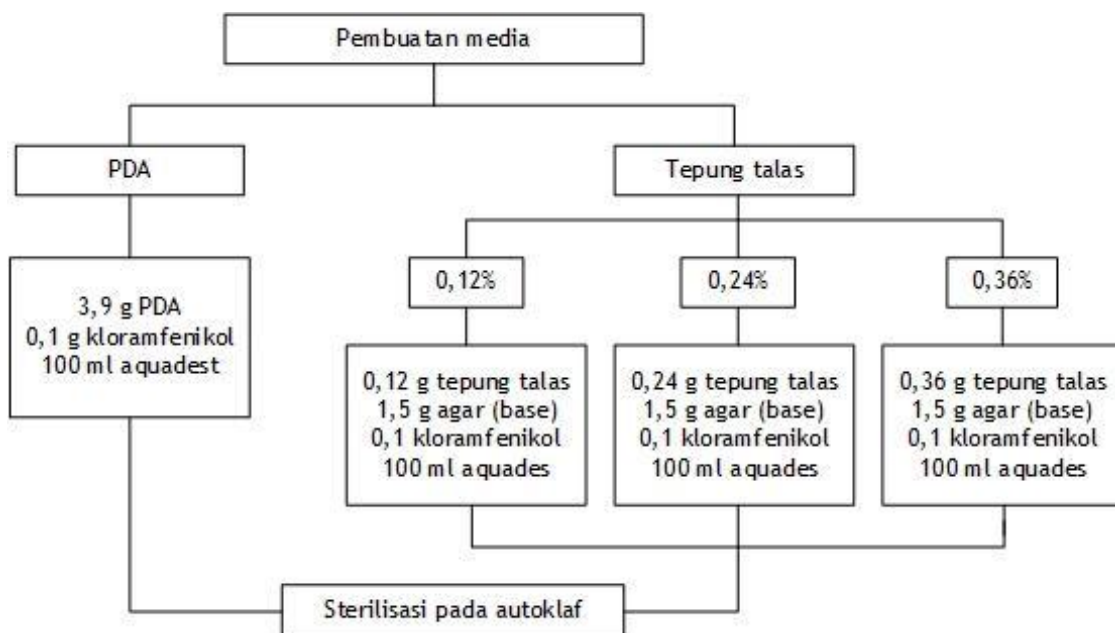 Pembuatan media
PDA
Tepung talas
0,12%
0,24%
0,36%
3,9 g PDA
0,1 g kloramfenikol
100 ml aquadest
0,12 g tepung talas
1,5 g agar (base)
0,1 kloramfenikol
100 ml aquades
0,24 g tepung talas
1,5 g agar (base)
0,1 kloramfenikol
100 ml aquades
0,36 g tepung talas
1,5 g agar (base)
0,1 kloramfenikol
100 ml aquades
Sterilisasi pada autoklaf